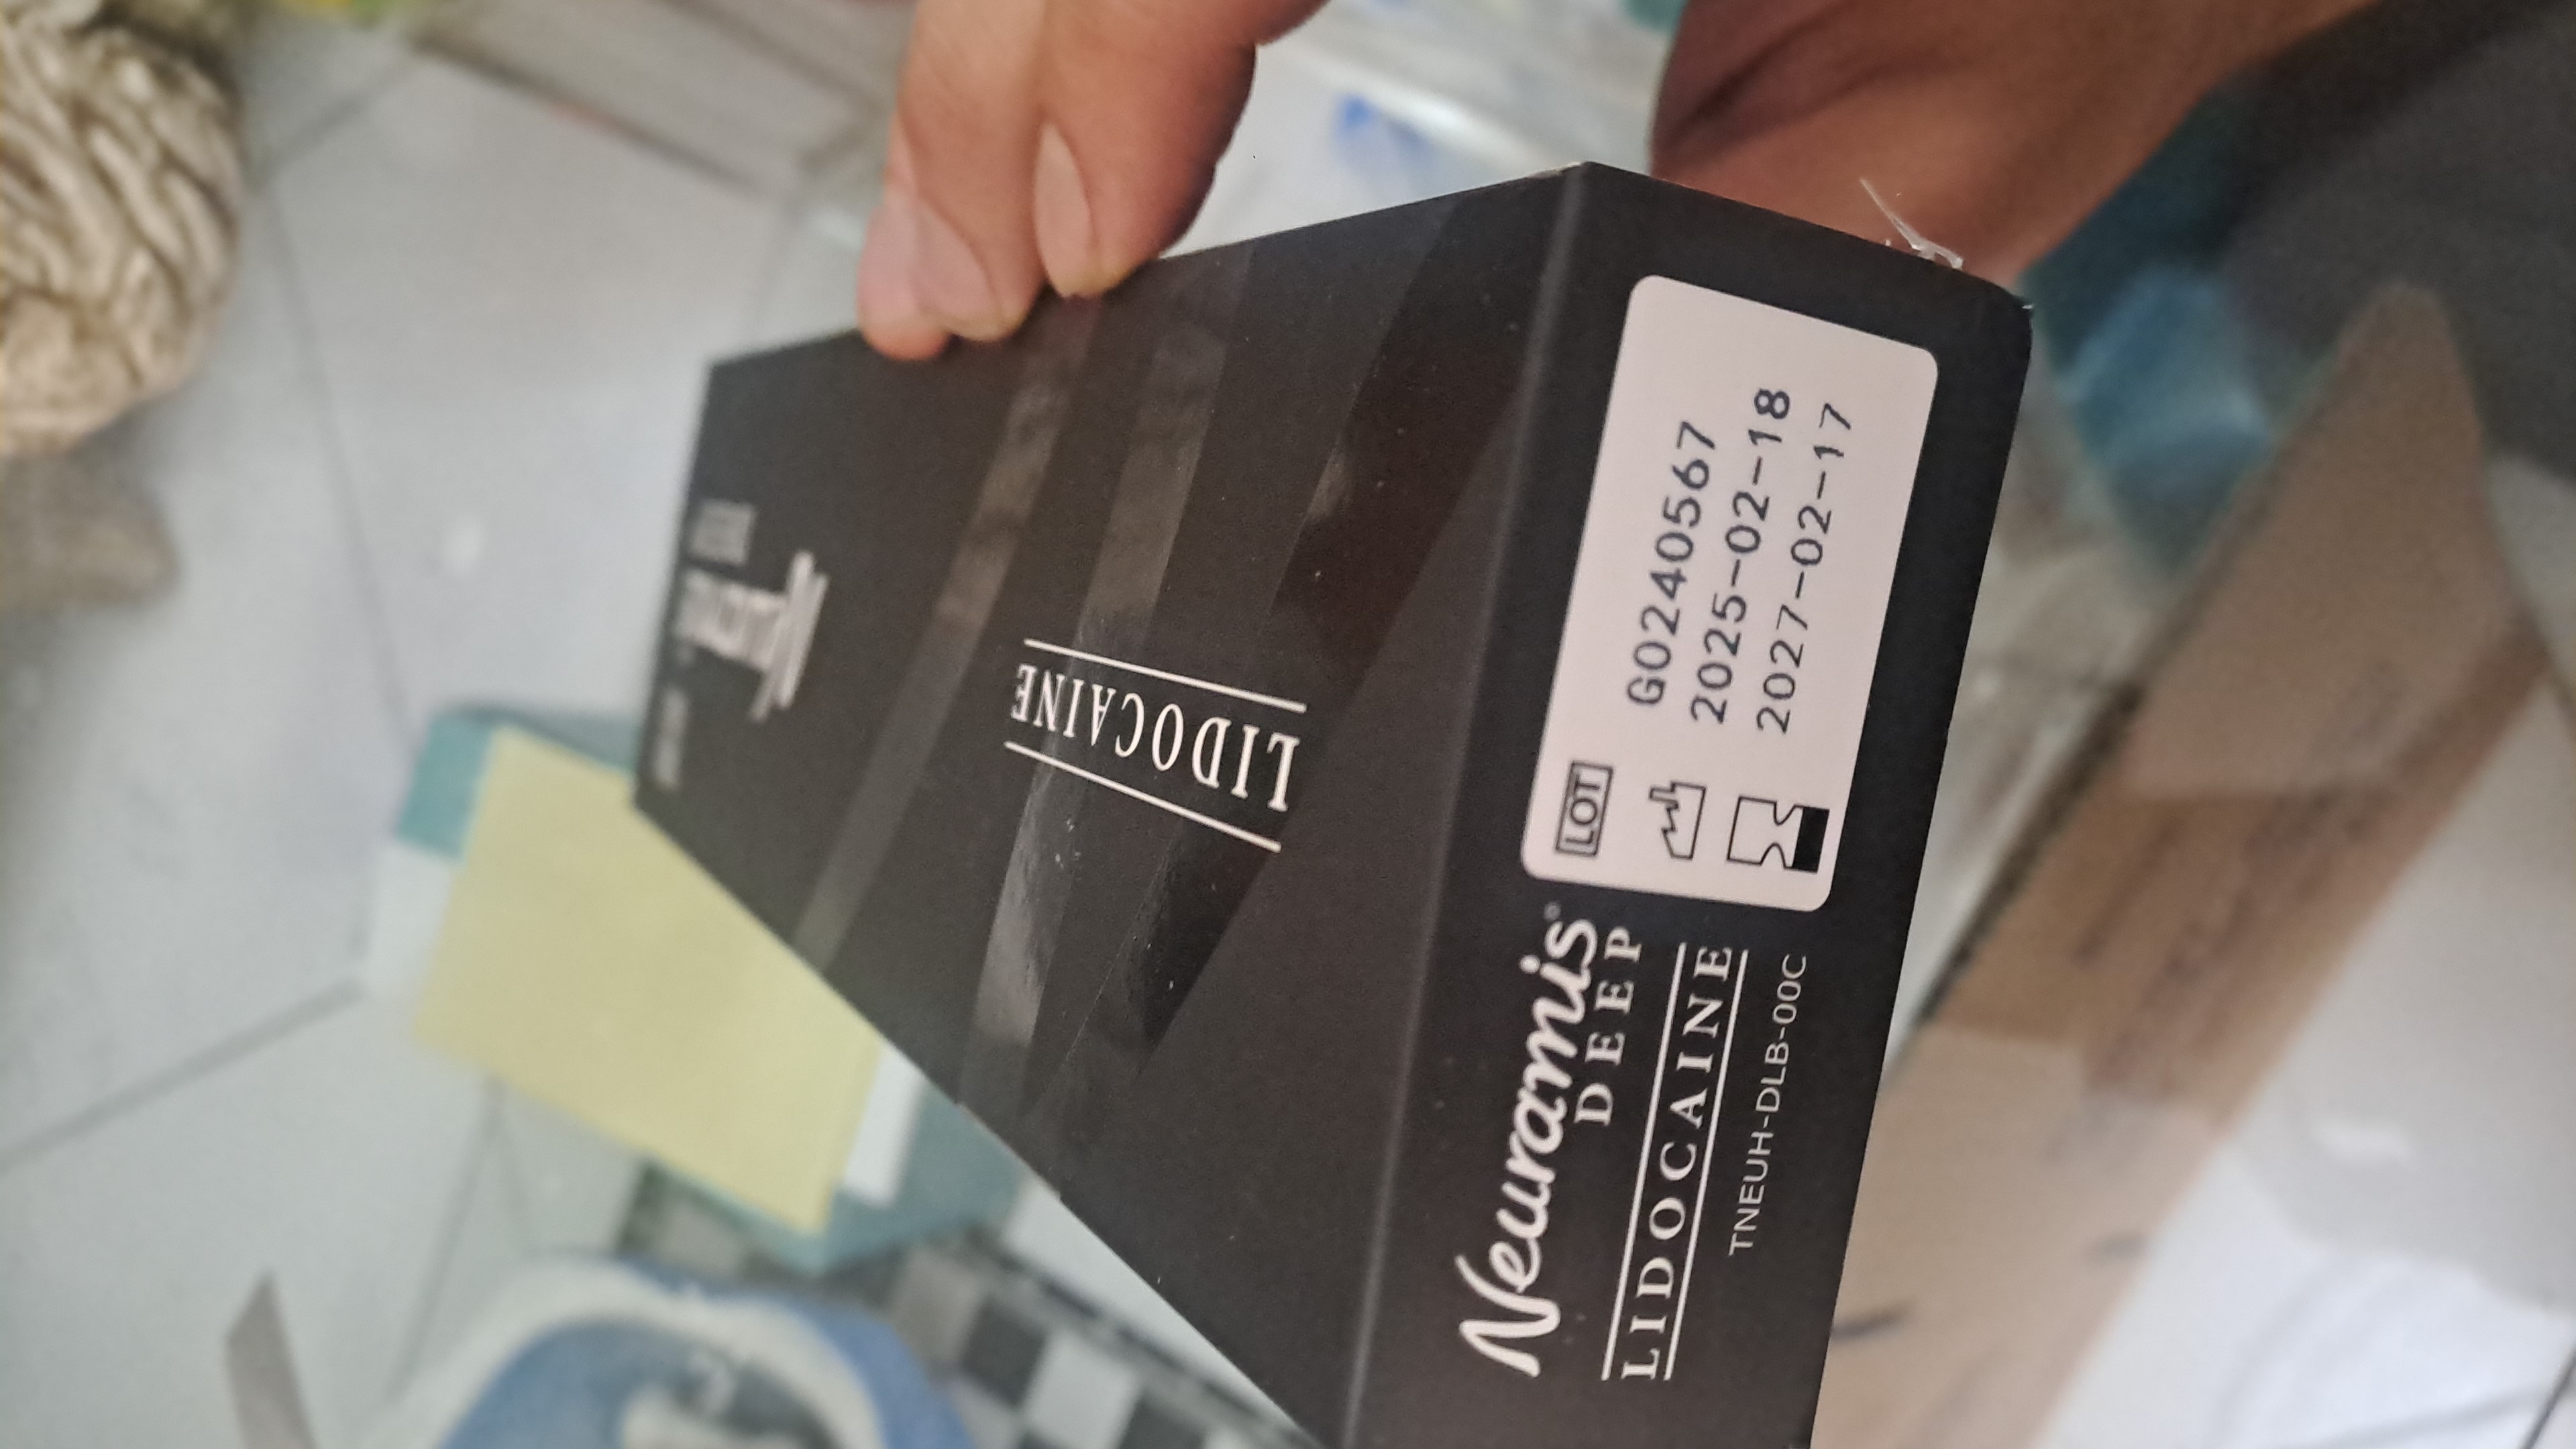 Neuramis®
DEEP
LIDOCAINE
TNEUH-DLB-00C
LOT G0240567
2025-02-18
2027-02-17
LIDOCAINE